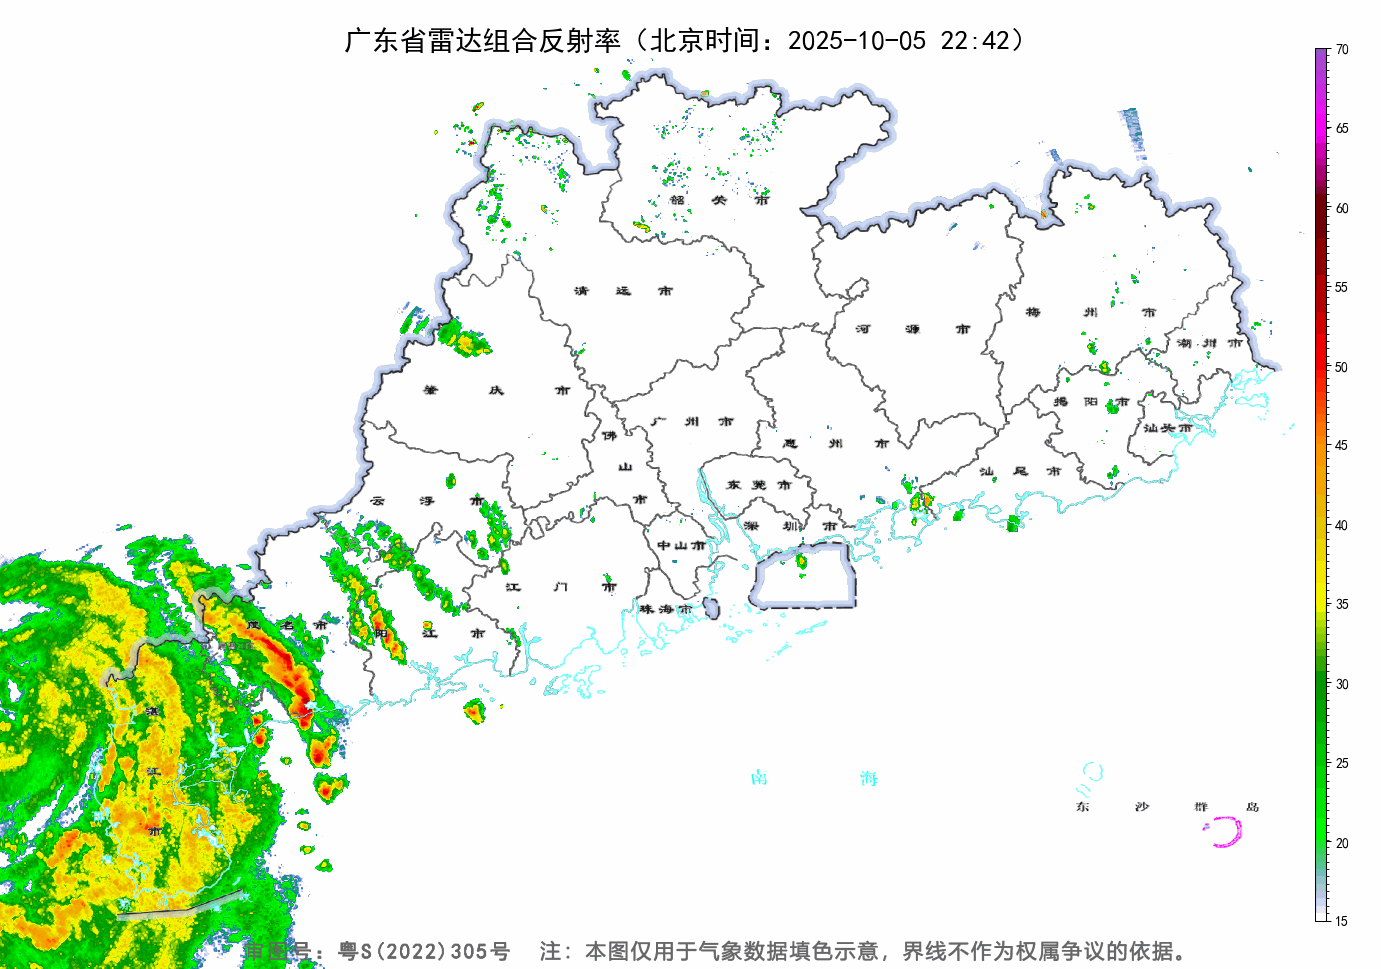 广东省雷达组合反射率（北京时间：2025-10-05 22:42）
70
65
60
55
50
45
40
35
30
25
20
15
韶关市
清远市
河源市
梅州市
潮州市
肇庆市
揭阳市
广州市
汕头市
佛山市
惠州市
汕尾市
东莞市
云浮市
深圳市
中山市
江门市
珠海市
茂名市
阳江市
湛江市
南海
东沙群岛
审图号：粤S(2022)305号 注：本图仅用于气象数据填色示意，界线不作为权属争议的依据。